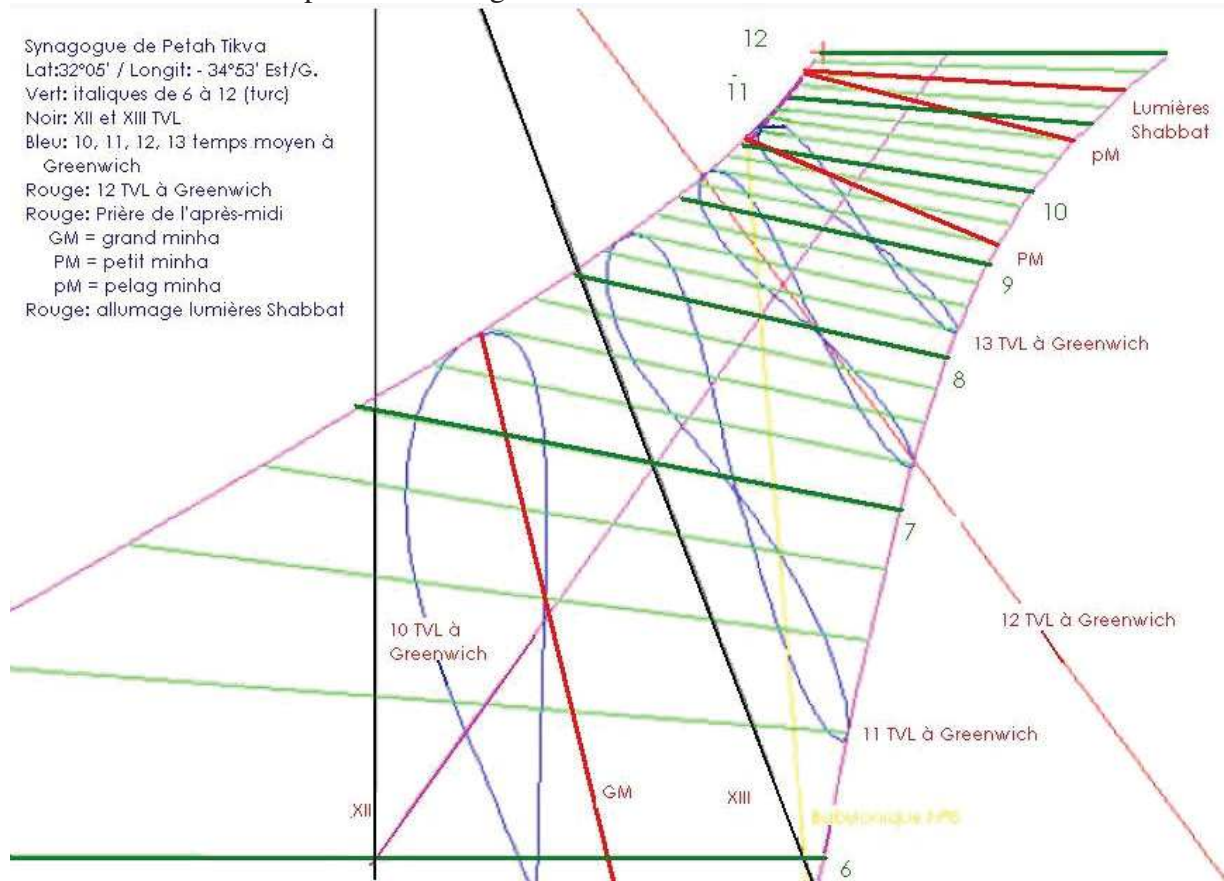 Synagogue de Petah Tikva
Lat:32°05' / Longit: - 34°53' Est/G.
Vert: italiques de 6 à 12 (turc)
Noir: XII et XIII TVL
Bleu: 10, 11, 12, 13 temps moyen à
Greenwich
Rouge: 12 TVL à Greenwich
Rouge: Prière de l'après-midi
GM = grand minha
PM = petit minha
pM = pelag minha
Rouge: allumage lumières Shabbat
12
11
Lumières
Shabbat
pM
10
PM
9
13 TVL à Greenwich
8
7
10 TVL à
Greenwich
12 TVL à Greenwich
11 TVL à Greenwich
XII
GM
XIII
6